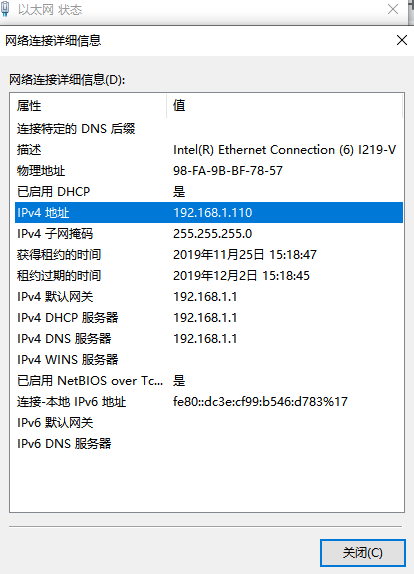 以太网 状态
网络连接详细信息
网络连接详细信息(D):
属性 值
连接特定的 DNS 后缀
描述 Intel(R) Ethernet Connection (6) I219-V
物理地址 98-FA-9B-BF-78-57
已启用 DHCP 是
IPv4 地址 192.168.1.110
IPv4 子网掩码 255.255.255.0
获得租约的时间 2019年11月25日 15:18:47
租约过期的时间 2019年12月2日 15:18:45
IPv4 默认网关 192.168.1.1
IPv4 DHCP 服务器 192.168.1.1
IPv4 DNS 服务器 192.168.1.1
IPv4 WINS 服务器
已启用 NetBIOS over Tc... 是
连接-本地 IPv6 地址 fe80::dc3e:cf99:b546:d783%17
IPv6 默认网关
IPv6 DNS 服务器
关闭(C)